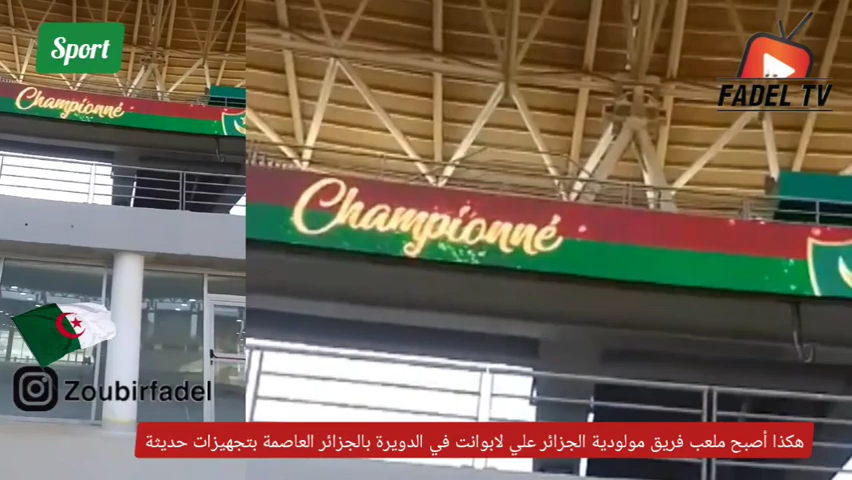 Sport
FADEL TV
Championné
Championné
Zoubirfadel
هكذا أصبح ملعب فريق مولودية الجزائر علي لابوانت في الدويرة بالجزائر العاصمة بتجهيزات حديثة